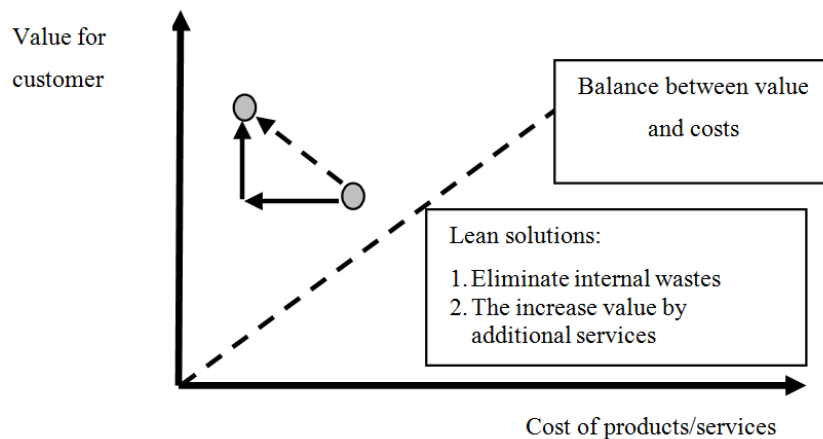 Value for
customer
Balance between value
and costs
Lean solutions:
1. Eliminate internal wastes
2. The increase value by
additional services
Cost of products/services